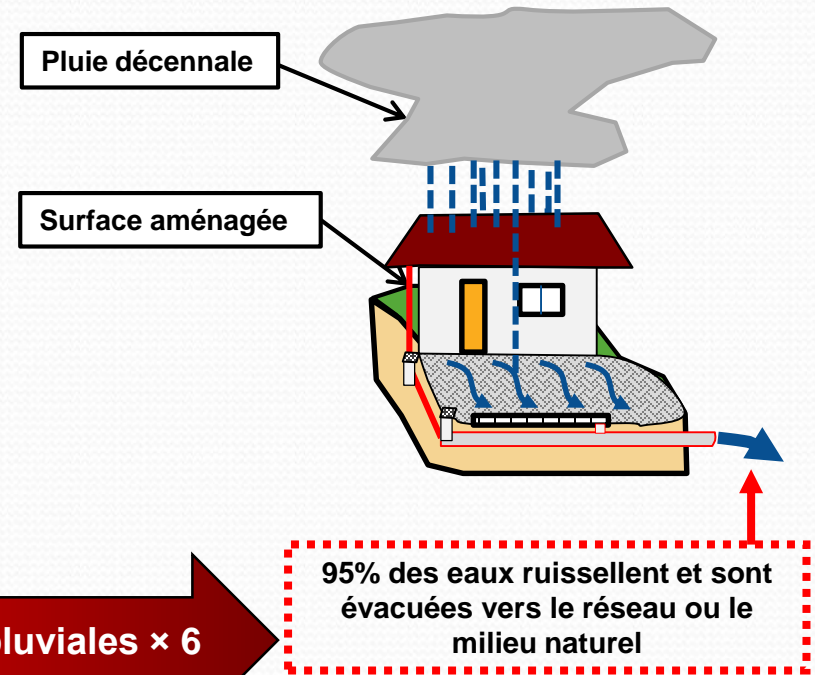 Pluie décennale
Surface aménagée
95% des eaux ruissellent et sont
évacuées vers le réseau ou le
milieu naturel
pluviales × 6